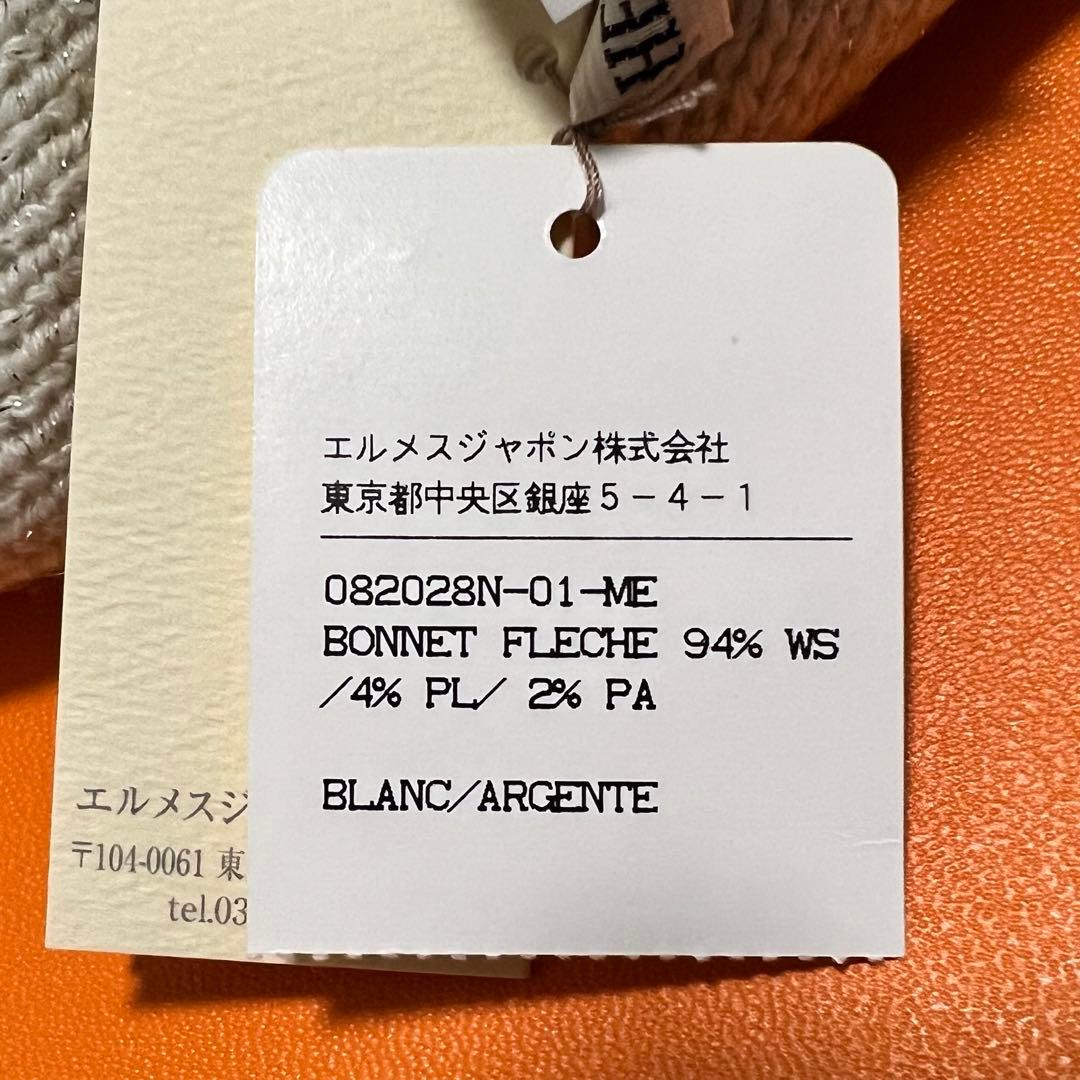 HE
エルメスジャポン株式会社
東京都中央区銀座5-4-1
082028N-01-ME
BONNET FLECHE 94% WS
/4% PL/ 2% PA
BLANC/ARGENTE
エルメスジ
〒104-0061 東
tel.03